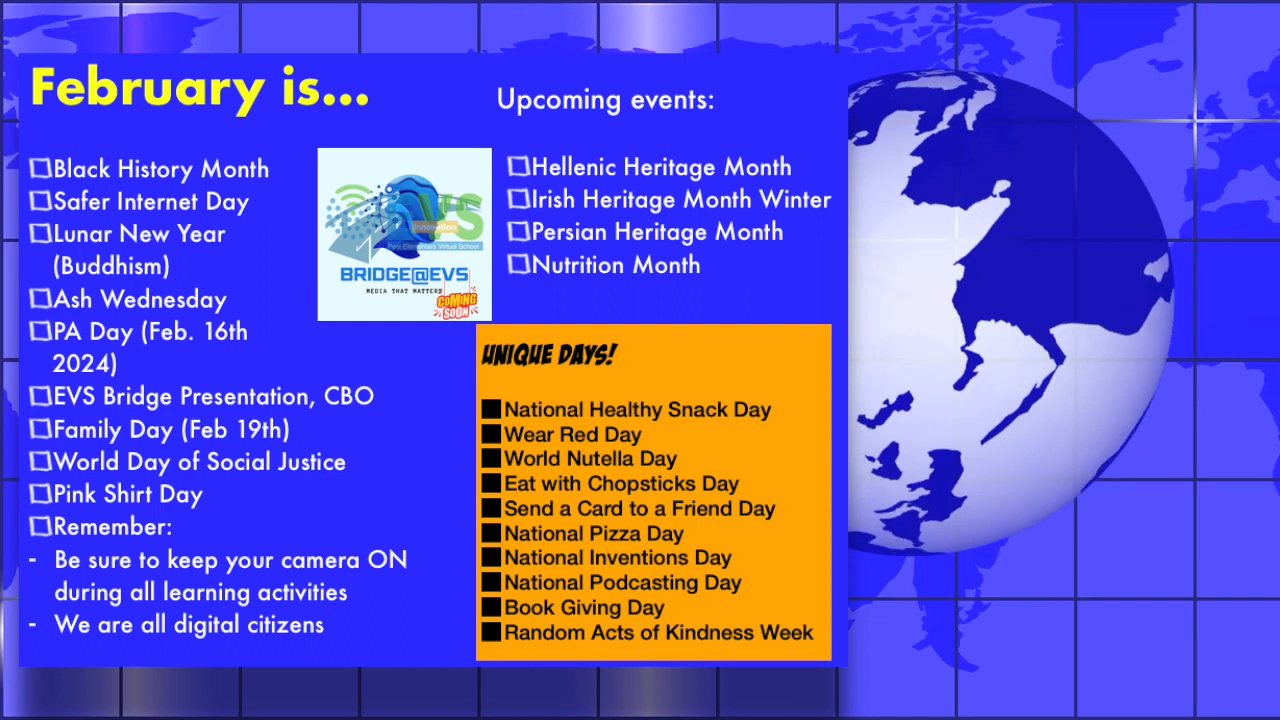 February is...
Black History Month
Safer Internet Day
Lunar New Year
(Buddhism)
Ash Wednesday
PA Day (Feb. 16th
2024)
EVS Bridge Presentation, CBO
Family Day (Feb 19th)
World Day of Social Justice
Pink Shirt Day
Remember:
- Be sure to keep your camera ON
during all learning activities
- We are all digital citizens
EVS
Innovation
Peel Elementary Virtual School
BRIDGE@EVS
MEDIA THAT MATTERS
COMING
SOON
Upcoming events:
Hellenic Heritage Month
Irish Heritage Month Winter
Persian Heritage Month
Nutrition Month
UNIQUE DAYS!
National Healthy Snack Day
Wear Red Day
World Nutella Day
Eat with Chopsticks Day
Send a Card to a Friend Day
National Pizza Day
National Inventions Day
National Podcasting Day
Book Giving Day
Random Acts of Kindness Week